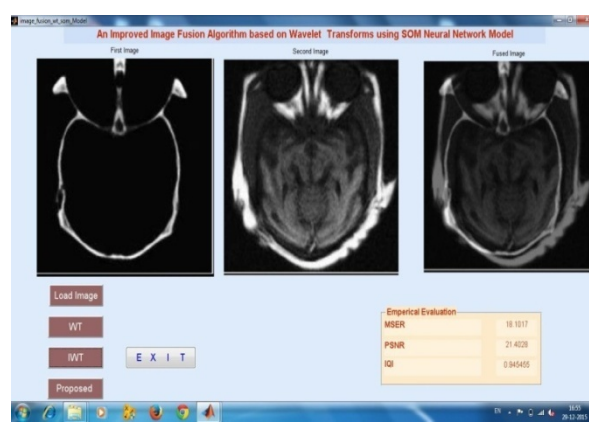 image_fusion_wt_som_Model
An Improved Image Fusion Algorithm based on Wavelet Transforms using SOM Neural Network Model
First Image
Second Image
Fused Image
Load Image
WT
IWT
E X I T
Proposed
Emperical Evaluation
MSER 18.1017
PSNR 21.4028
IQI 0.945455
EN
16:55
29-12-2015